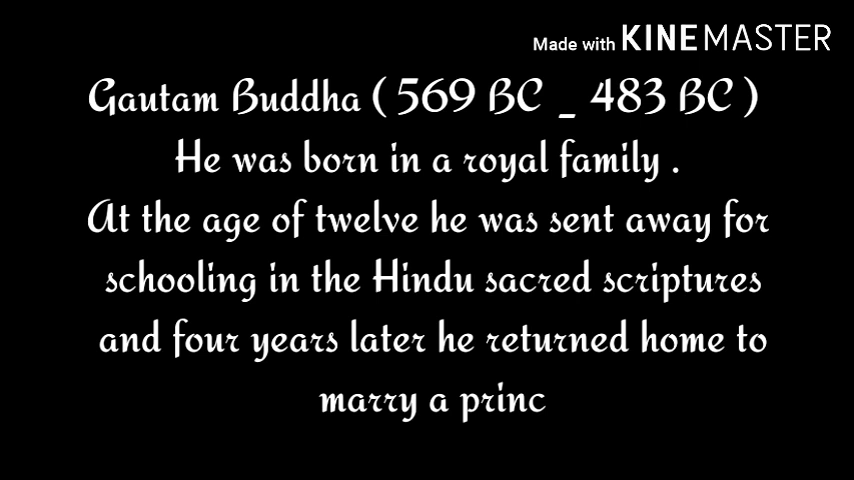 Made with KINEMASTER
Gautam Buddha ( 569 BC _ 483 BC )
He was born in a royal family .
At the age of twelve he was sent away for
schooling in the Hindu sacred scriptures
and four years later he returned home to
marry a princ